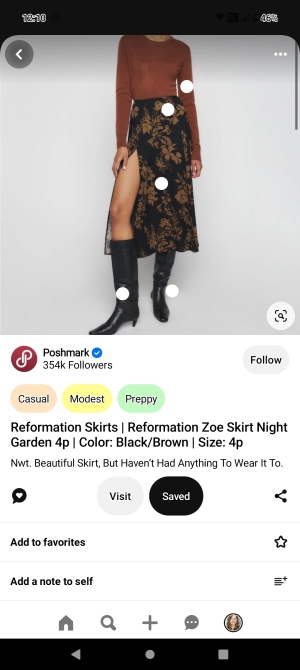 12:10
46%
Poshmark
354k Followers
Follow
Casual
Modest
Preppy
Reformation Skirts | Reformation Zoe Skirt Night
Garden 4p | Color: Black/Brown | Size: 4p
Nwt. Beautiful Skirt, But Haven't Had Anything To Wear It To.
Visit
Saved
Add to favorites
Add a note to self